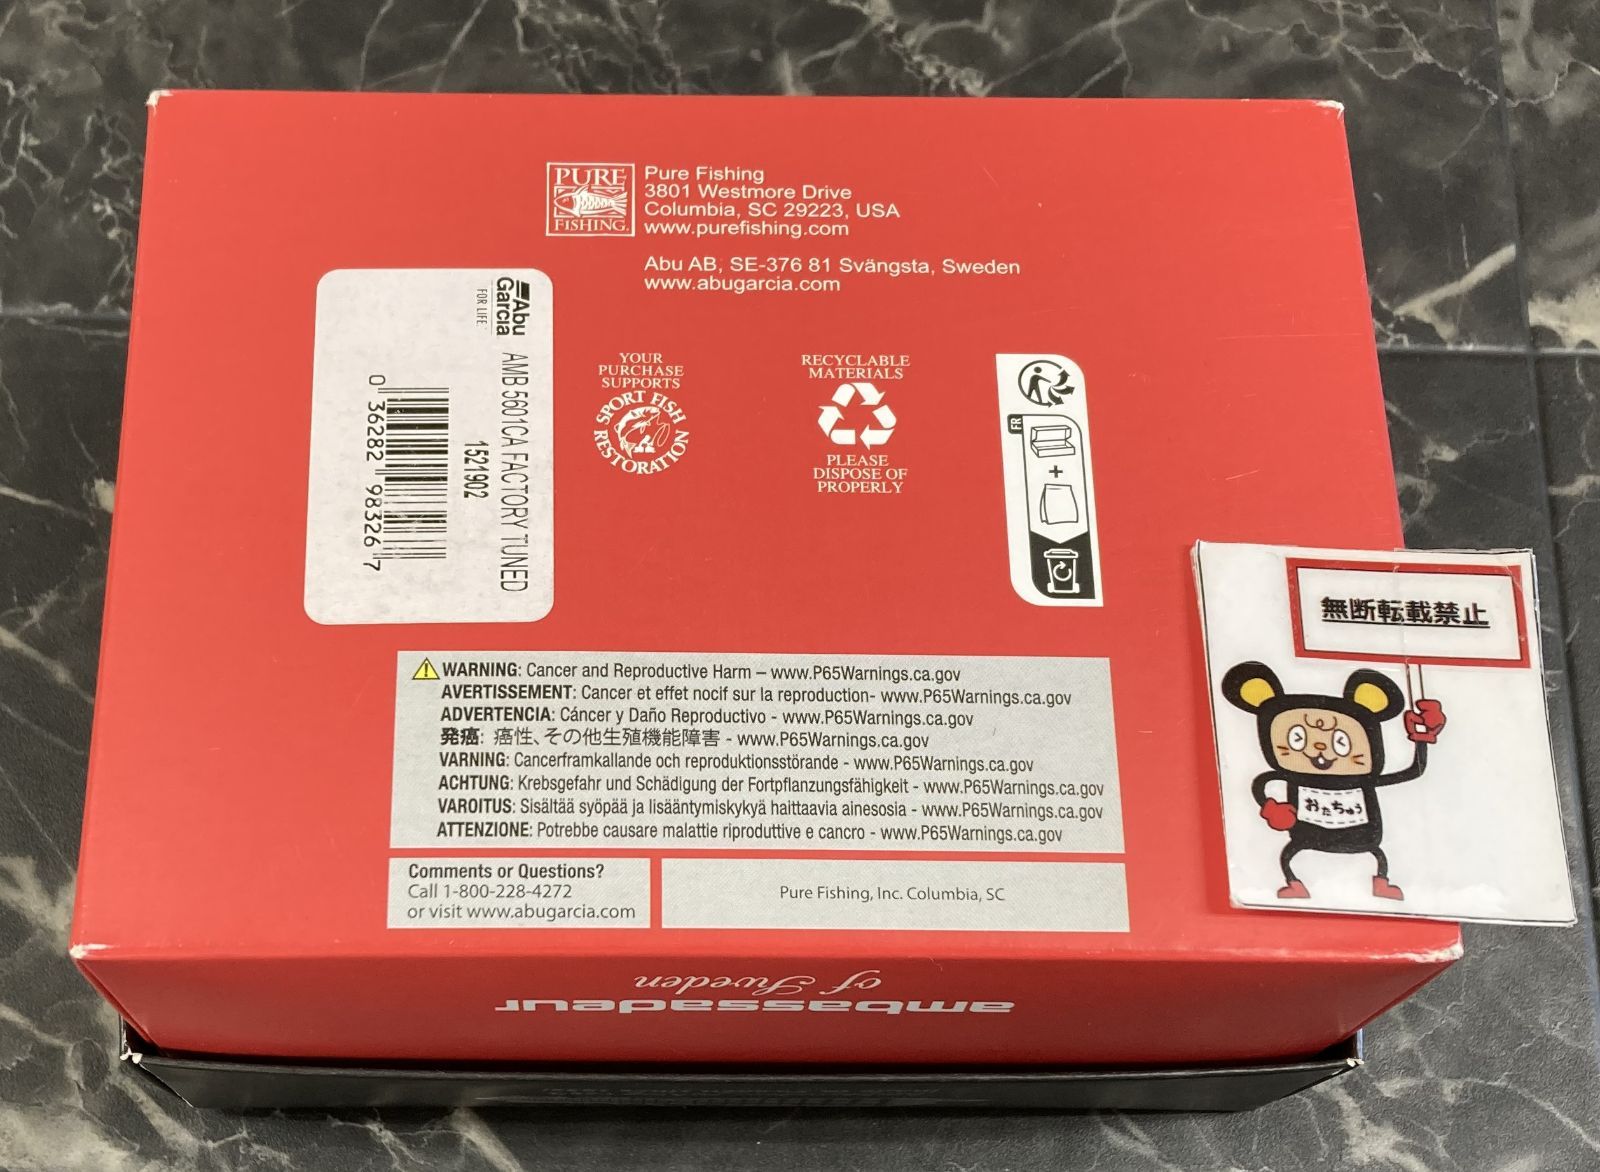 PURE
FISHING.
Pure Fishing
3801 Westmore Drive
Columbia, SC 29223, USA
www.purefishing.com
Abu AB, SE-376 81 Svängsta, Sweden
www.abugarcia.com
Abu
Garcia
FOR LIFE.
AMB 5601CA FACTORY TUNED
1521902
0 36282 98326 7
YOUR
PURCHASE
SUPPORTS
SPORT FISH
RESTORATION
RECYCLABLE
MATERIALS
PLEASE
DISPOSE OF
PROPERLY
FR
+
無断転載禁止
おたちゅう
WARNING: Cancer and Reproductive Harm – www.P65Warnings.ca.gov
AVERTISSEMENT: Cancer et effet nocif sur la reproduction- www.P65Warnings.ca.gov
ADVERTENCIA: Cáncer y Daño Reproductivo - www.P65Warnings.ca.gov
発癌: 癌性、その他生殖機能障害 - www.P65Warnings.ca.gov
VARNING: Cancerframkallande och reproduktionsstörande - www.P65Warnings.ca.gov
ACHTUNG: Krebsgefahr und Schädigung der Fortpflanzungsfähigkeit - www.P65Warnings.ca.gov
VAROITUS: Sisältää syöpää ja lisääntymiskykyä haittaavia ainesosia - www.P65Warnings.ca.gov
ATTENZIONE: Potrebbe causare malattie riproduttive e cancro - www.P65Warnings.ca.gov
Comments or Questions?
Call 1-800-228-4272
or visit www.abugarcia.com
Pure Fishing, Inc. Columbia, SC
ambassadeur
of Sweden